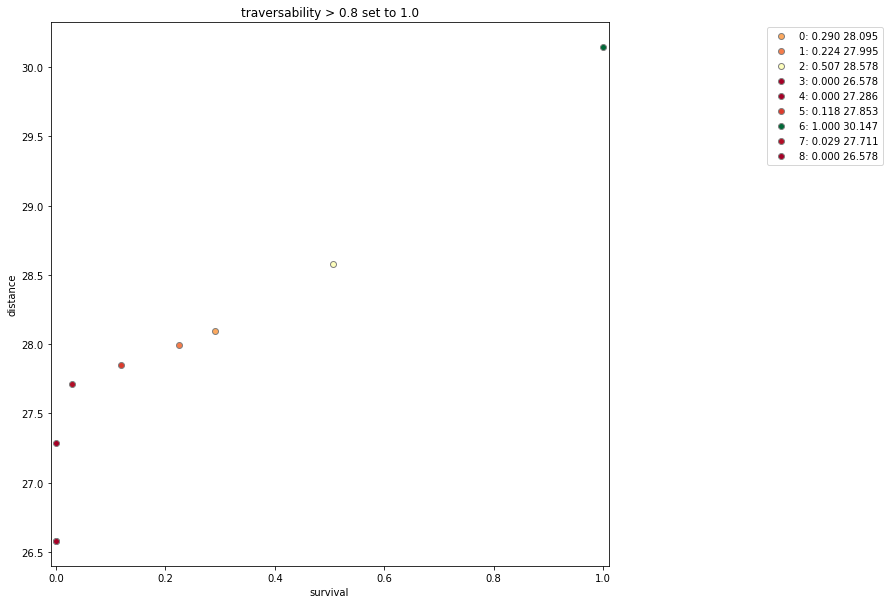 traversability > 0.8 set to 1.0
0: 0.290 28.095
1: 0.224 27.995
2: 0.507 28.578
3: 0.000 26.578
4: 0.000 27.286
5: 0.118 27.853
6: 1.000 30.147
7: 0.029 27.711
8: 0.000 26.578
30.0
29.5
29.0
28.5
distance
28.0
27.5
27.0
26.5
0.0 0.2 0.4 0.6 0.8 1.0
survival